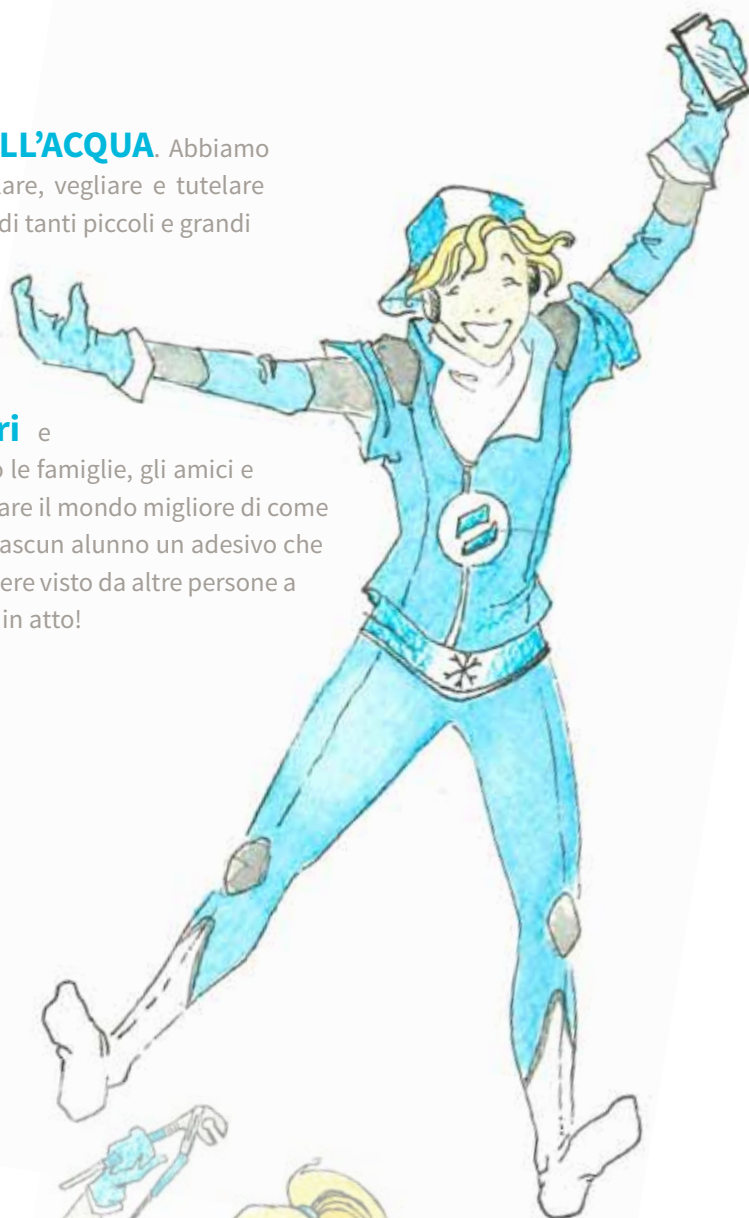 LL’ACQUA. Abbiamo
are, vegliare e tutelare
di tanti piccoli e grandi
ri e
le famiglie, gli amici e
are il mondo migliore di come
ascun alunno un adesivo che
ere visto da altre persone a
in atto!